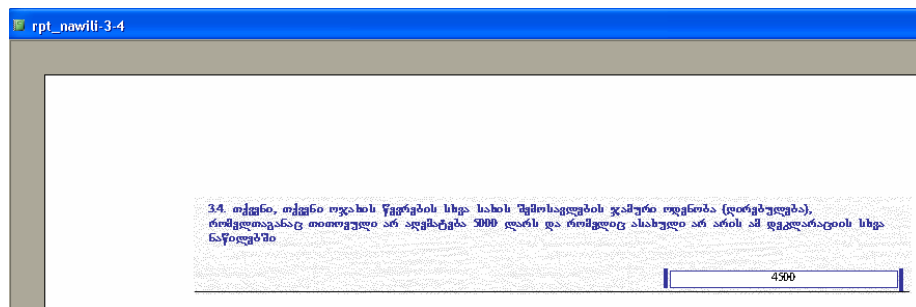 rpt_nawili-3-4
3.4. თქვენი, თქვენი ოჯახის წევრების სხვა სახის შემოსავლების ჯამური ოდენობა (ღირებულება),
რომელთაგანაც თითოეული არ აღემატება 5000 ლარს და რომელიც ასახული არ არის ამ დეკლარაციის სხვა
ნაწილებში
4500